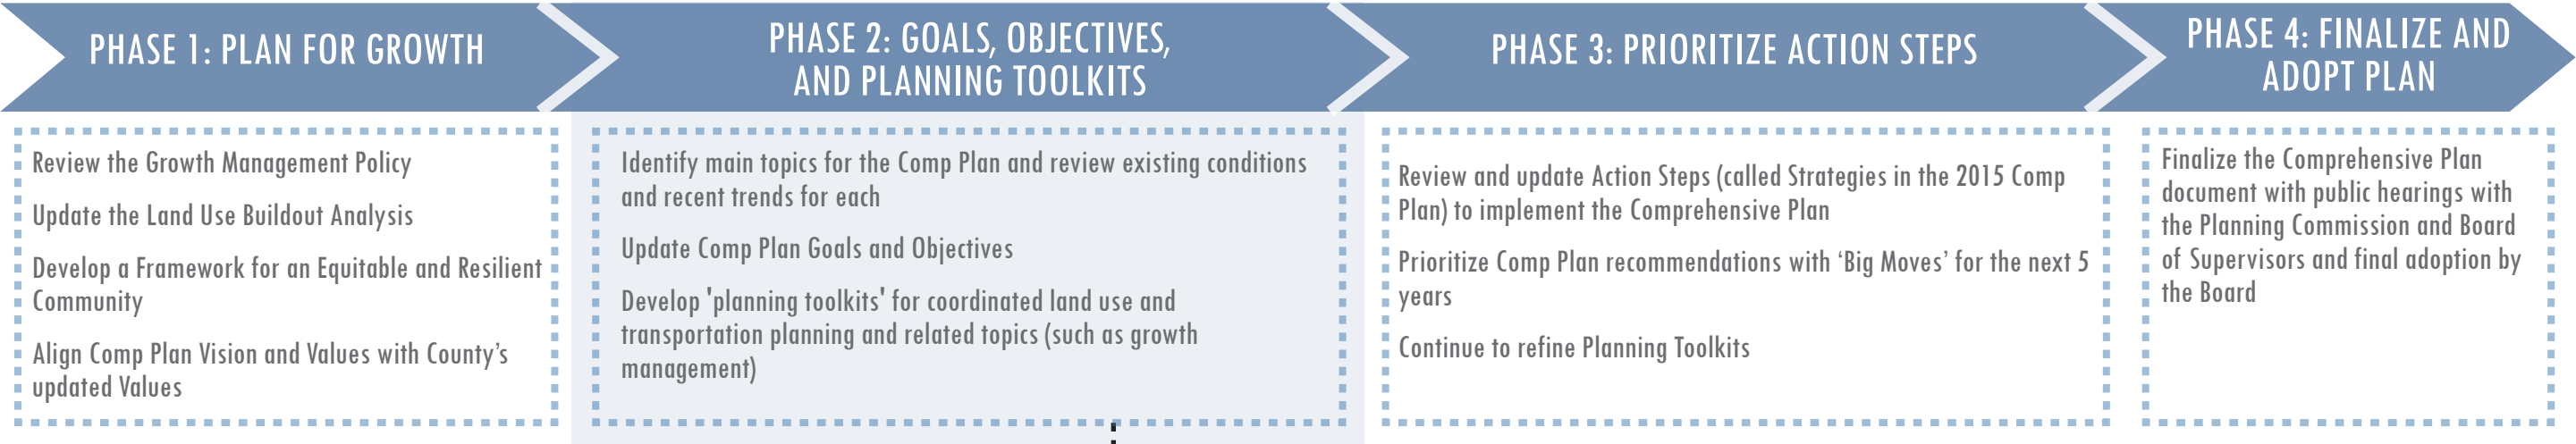 PHASE 1: PLAN FOR GROWTH
Review the Growth Management Policy
Update the Land Use Buildout Analysis
Develop a Framework for an Equitable and Resilient
Community
Align Comp Plan Vision and Values with County’s
updated Values
PHASE 2: GOALS, OBJECTIVES,
AND PLANNING TOOLKITS
Identify main topics for the Comp Plan and review existing conditions
and recent trends for each
Update Comp Plan Goals and Objectives
Develop 'planning toolkits' for coordinated land use and
transportation planning and related topics (such as growth
management)
PHASE 3: PRIORITIZE ACTION STEPS
Review and update Action Steps (called Strategies in the 2015 Comp
Plan) to implement the Comprehensive Plan
Prioritize Comp Plan recommendations with ‘Big Moves’ for the next 5
years
Continue to refine Planning Toolkits
PHASE 4: FINALIZE AND
ADOPT PLAN
Finalize the Comprehensive Plan
document with public hearings with
the Planning Commission and Board
of Supervisors and final adoption by
the Board